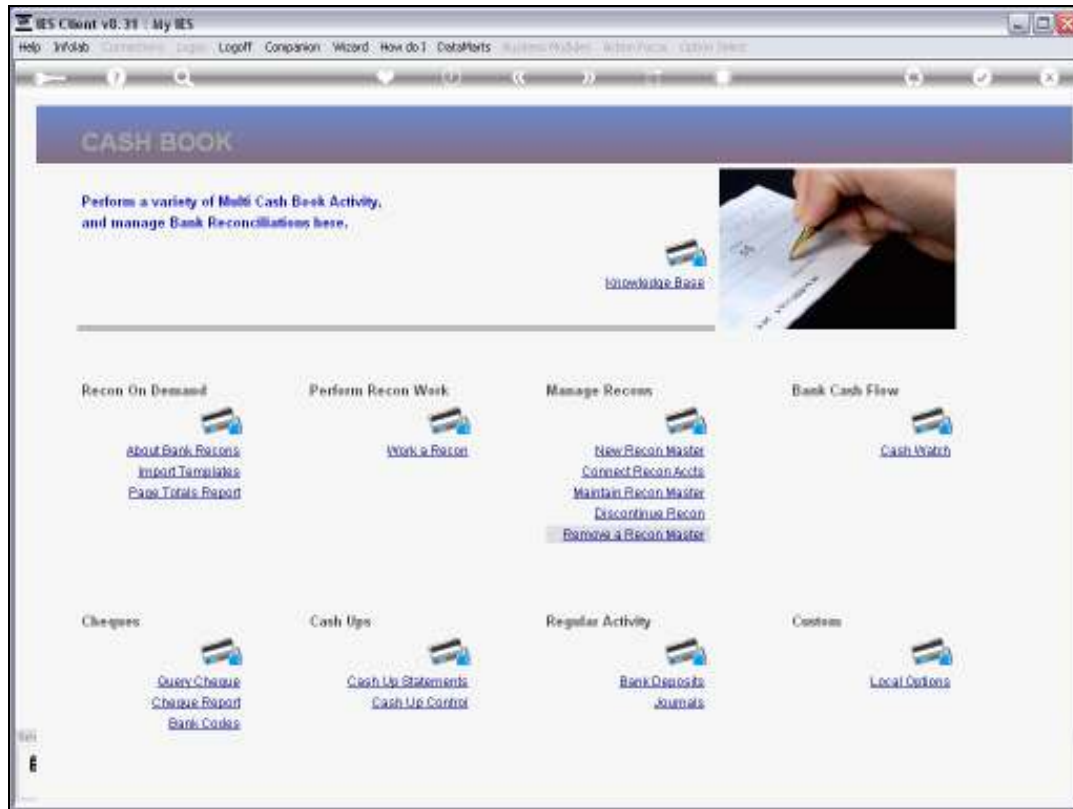 IES Client v8.31 : My IES
Help Infolab Logoff Companion Wizard How do I DataMarts
CASH BOOK
Perform a variety of Multi Cash Book Activity,
and manage Bank Reconciliations here.
Knowledge Base
Recon On Demand Perform Recon Work Manage Recons Bank Cash Flow
About Bank Recons Work a Recon New Recon Master Cash Watch
Import Templates Connect Recon Accts
Page Totals Report Maintain Recon Master
Discontinue Recon
Remove a Recon Master
Cheques Cash Ups Regular Activity Custom
Query Cheque Cash Up Statements Bank Deposits Local Options
Cheque Report Cash Up Control Journals
Bank Codes